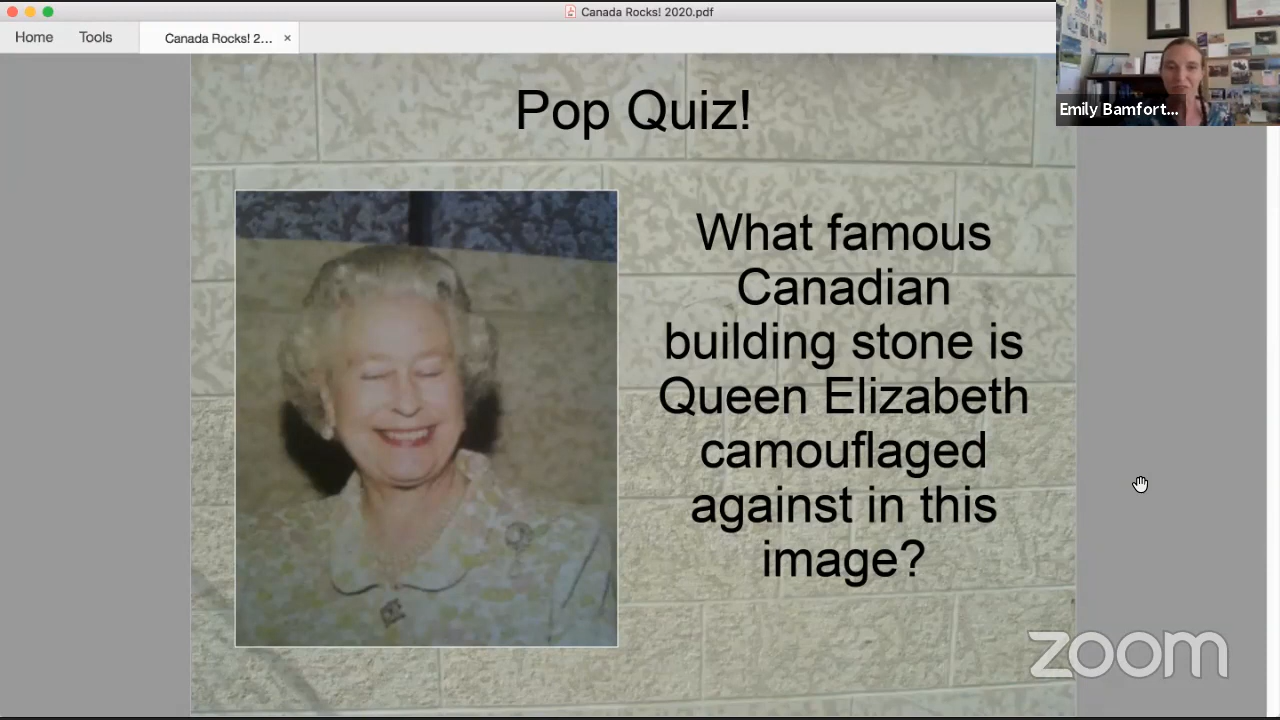 Canada Rocks! 2020.pdf
Home Tools Canada Rocks! 2... ×
Emily Bamfort...
Pop Quiz!
What famous
Canadian
building stone is
Queen Elizabeth
camouflaged
against in this
image?
zoom